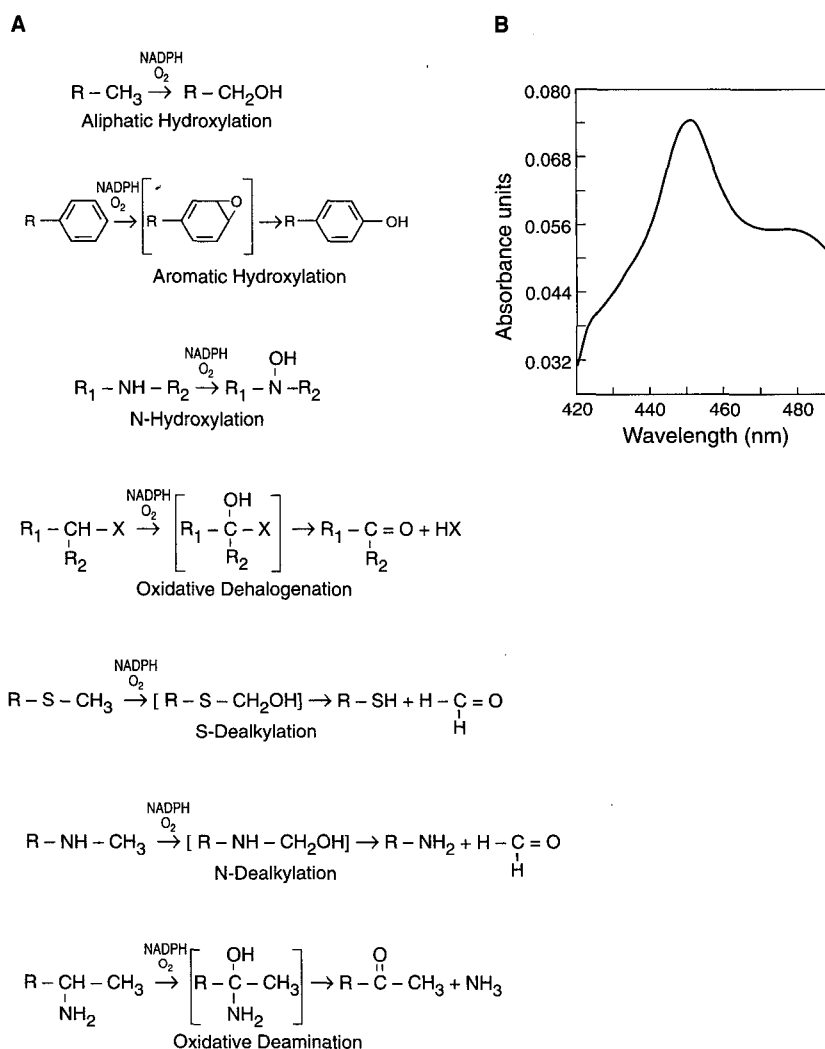 A
NADPH
O2
R – CH3 → R – CH2OH
Aliphatic Hydroxylation
NADPH
O2
R → [ R O ] → R OH
Aromatic Hydroxylation
NADPH
O2
OH
R1 – NH – R2 → R1 – N – R2
N-Hydroxylation
NADPH
O2
OH
R1 – CH – X → [ R1 – C – X ] → R1 – C = O + HX
R2 R2 R2
Oxidative Dehalogenation
NADPH
O2
R – S – CH3 → [ R – S – CH2OH] → R – SH + H – C = O
H
S-Dealkylation
NADPH
O2
R – NH – CH3 → [ R – NH – CH2OH] → R – NH2 + H – C = O
H
N-Dealkylation
NADPH
O2
OH O
R – CH – CH3 → [ R – C – CH3 ] → R – C – CH3 + NH3
NH2 NH2
Oxidative Deamination
B
Absorbance units
0.080
0.068
0.056
0.044
0.032
420 440 460 480
Wavelength (nm)